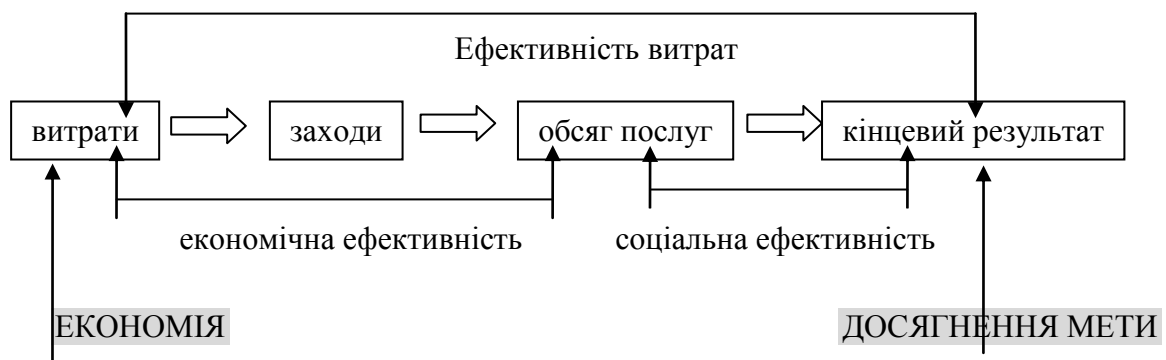 Ефективність витрат
витрати заходи обсяг послуг кінцевий результат
економічна ефективність соціальна ефективність
ЕКОНОМІЯ ДОСЯГНЕННЯ МЕТИ